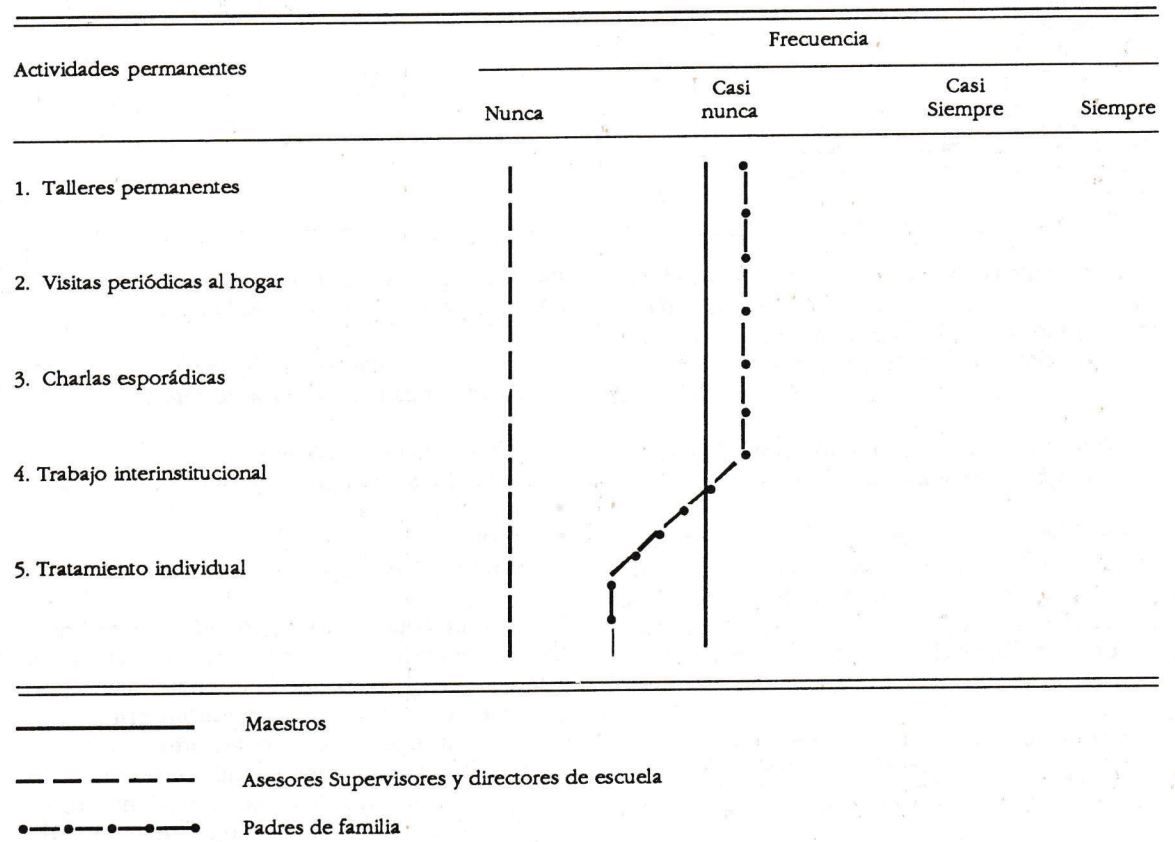 Frecuencia
Actividades permanentes
Nunca
Casi
nunca
Casi
Siempre
Siempre
1. Talleres permanentes
2. Visitas periódicas al hogar
3. Charlas esporádicas
4. Trabajo interinstitucional
5. Tratamiento individual
Maestros
Asesores Supervisores y directores de escuela
Padres de familia